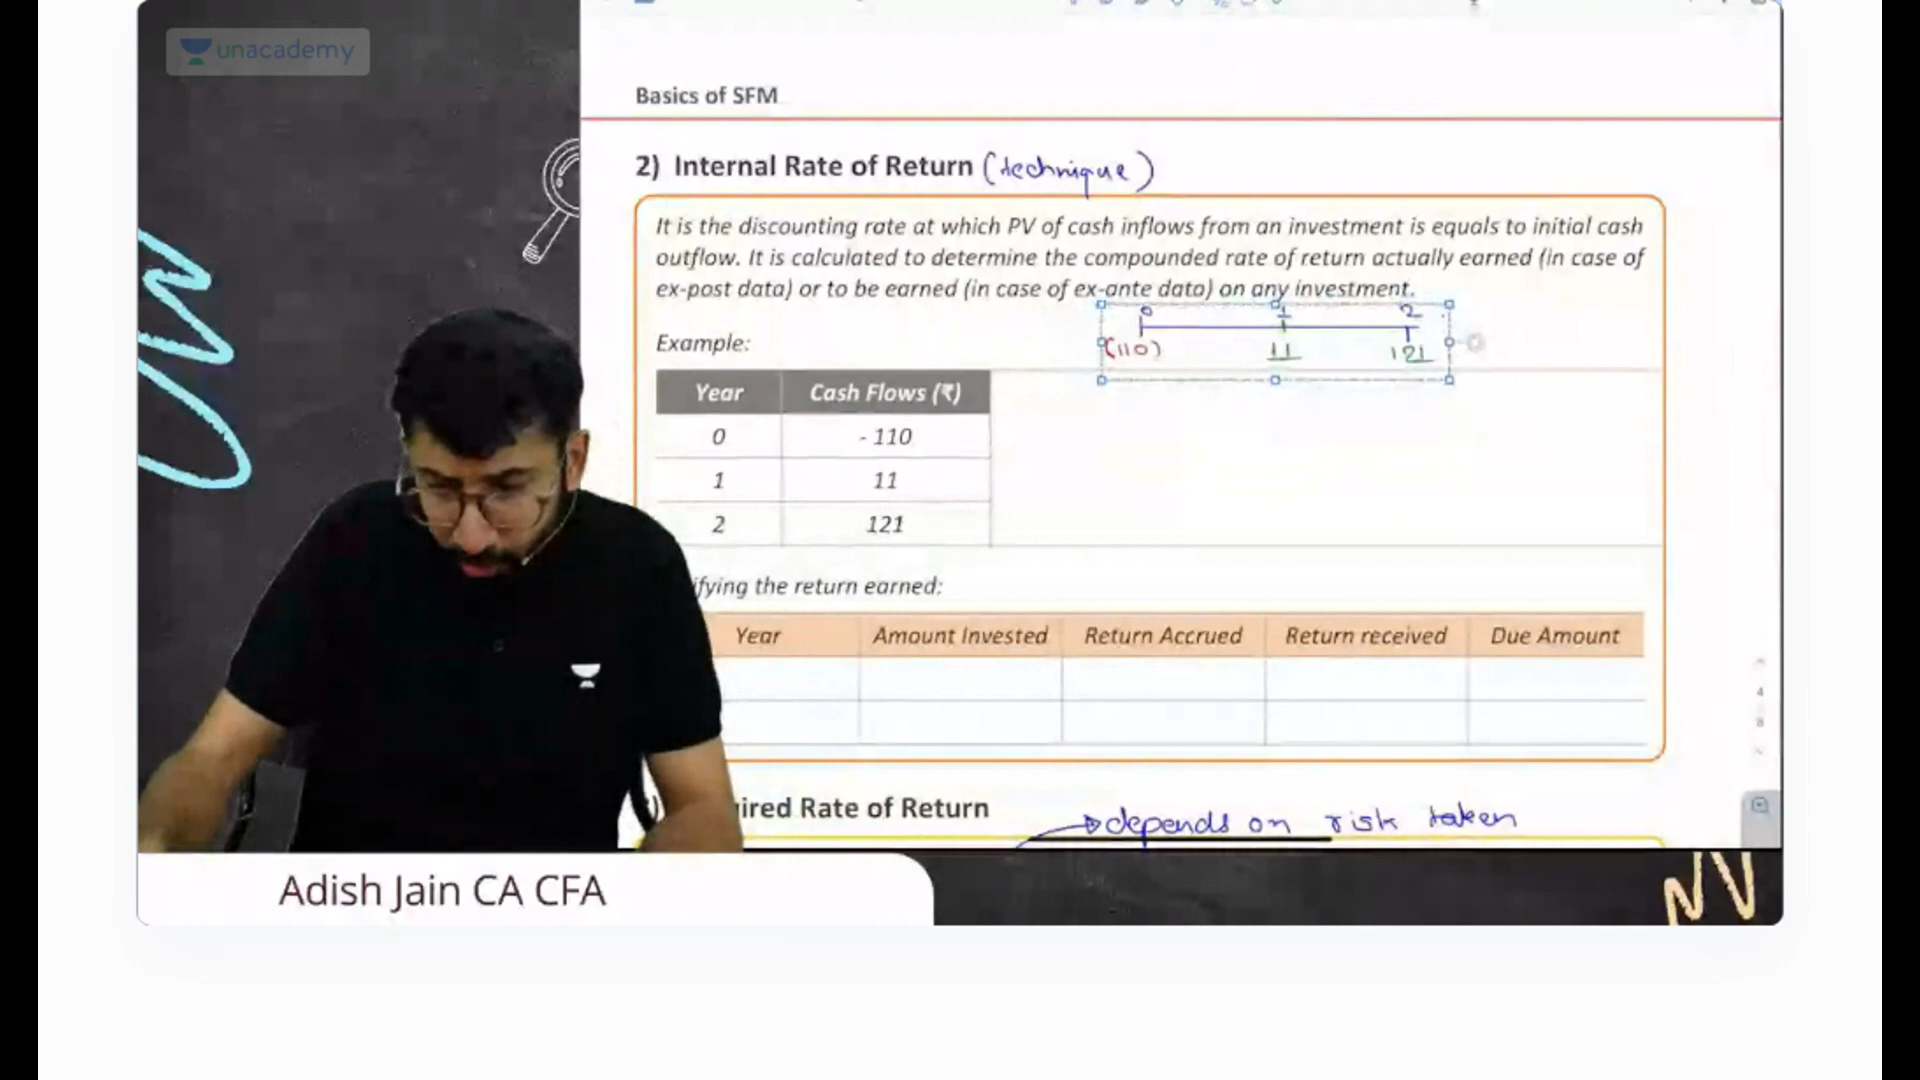 unacademy
Basics of SFM
2) Internal Rate of Return (technique)
It is the discounting rate at which PV of cash inflows from an investment is equals to initial cash
outflow. It is calculated to determine the compounded rate of return actually earned (in case of
ex-post data) or to be earned (in case of ex-ante data) on any investment.
0 1 2
Example:
(110) 11 121
Year Cash Flows (₹)
0 - 110
1 11
2 121
ifying the return earned:
Year Amount Invested Return Accrued Return received Due Amount
4
8
ired Rate of Return depends on risk taken
Adish Jain CA CFA